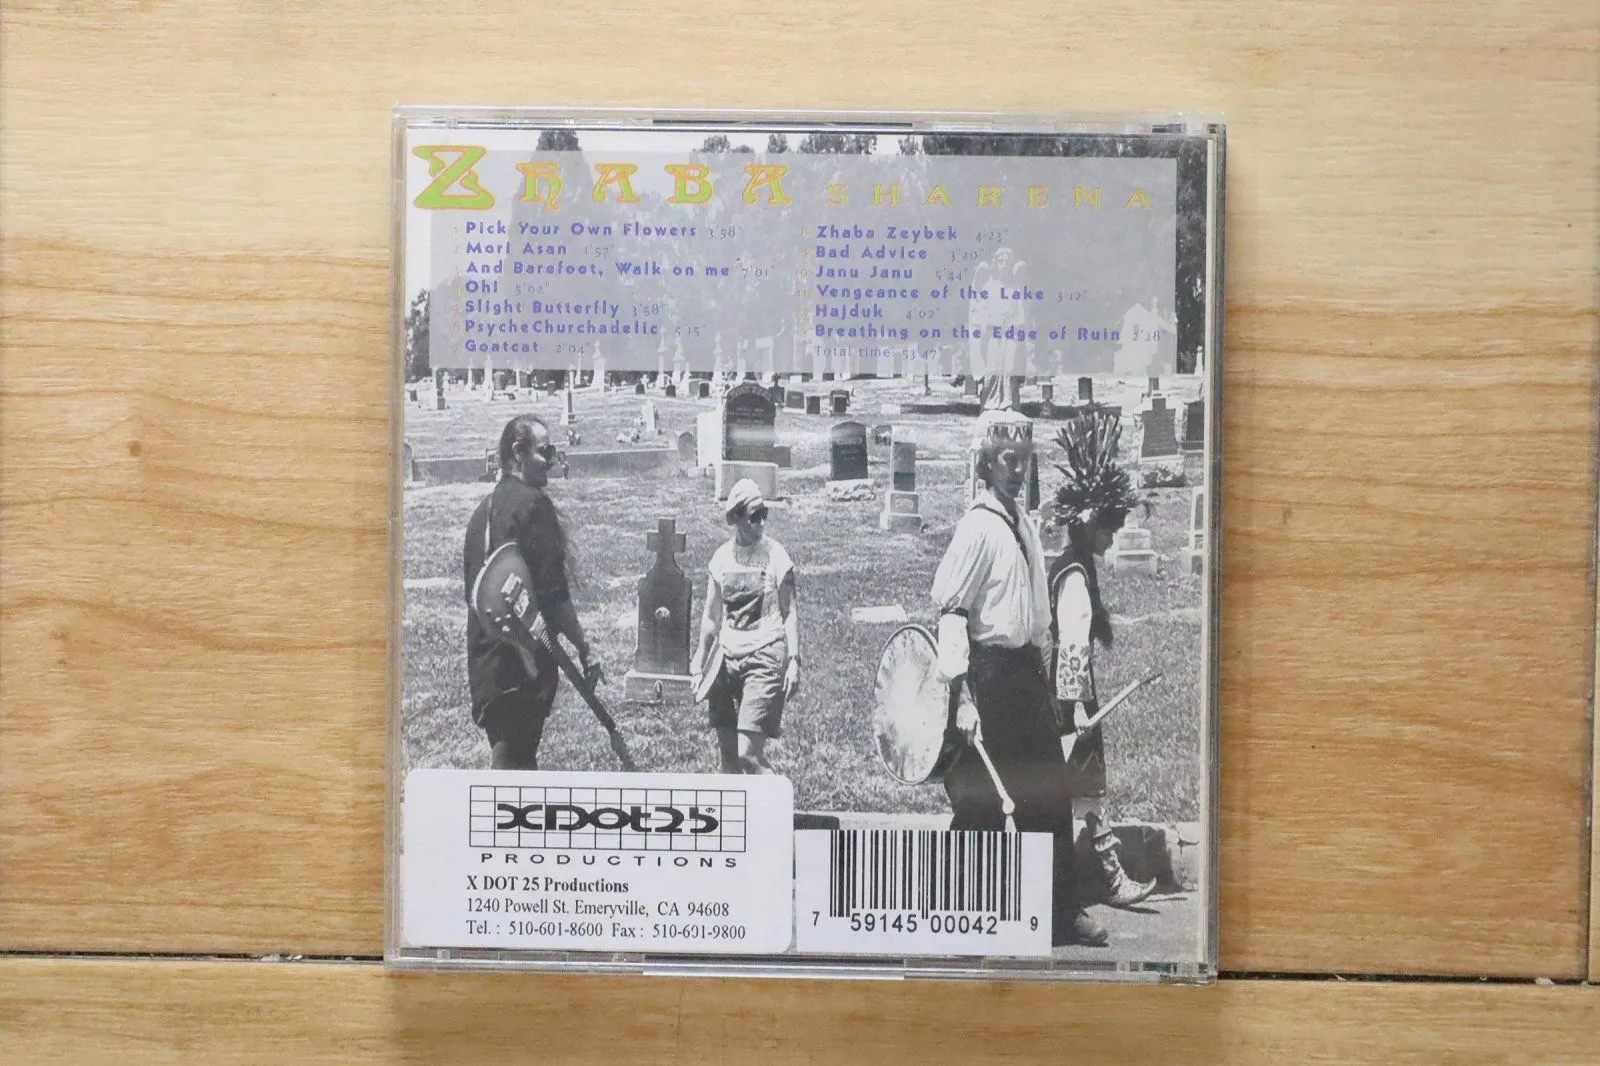 ZHABA SHARENA
1 Pick Your Own Flowers 3'58"
2 Mori Asan 1'57"
3 And Barefoot, Walk on me 7'01"
4 Oh! 5'02"
5 Slight Butterfly 3'58"
6 PsycheChurchadelic 5'15"
7 Goatcat 2'04"
8 Zhaba Zeybek 4'23"
9 Bad Advice 3'20"
10 Janu Janu 5'44"
11 Vengeance of the Lake 3'12"
12 Hajduk 4'02"
13 Breathing on the Edge of Ruin 2'28"
Total time: 53'47"
XDot25®
PRODUCTIONS
X DOT 25 Productions
1240 Powell St. Emeryville, CA 94608
Tel. : 510-601-8600 Fax : 510-601-9800
7 59145 00042 9